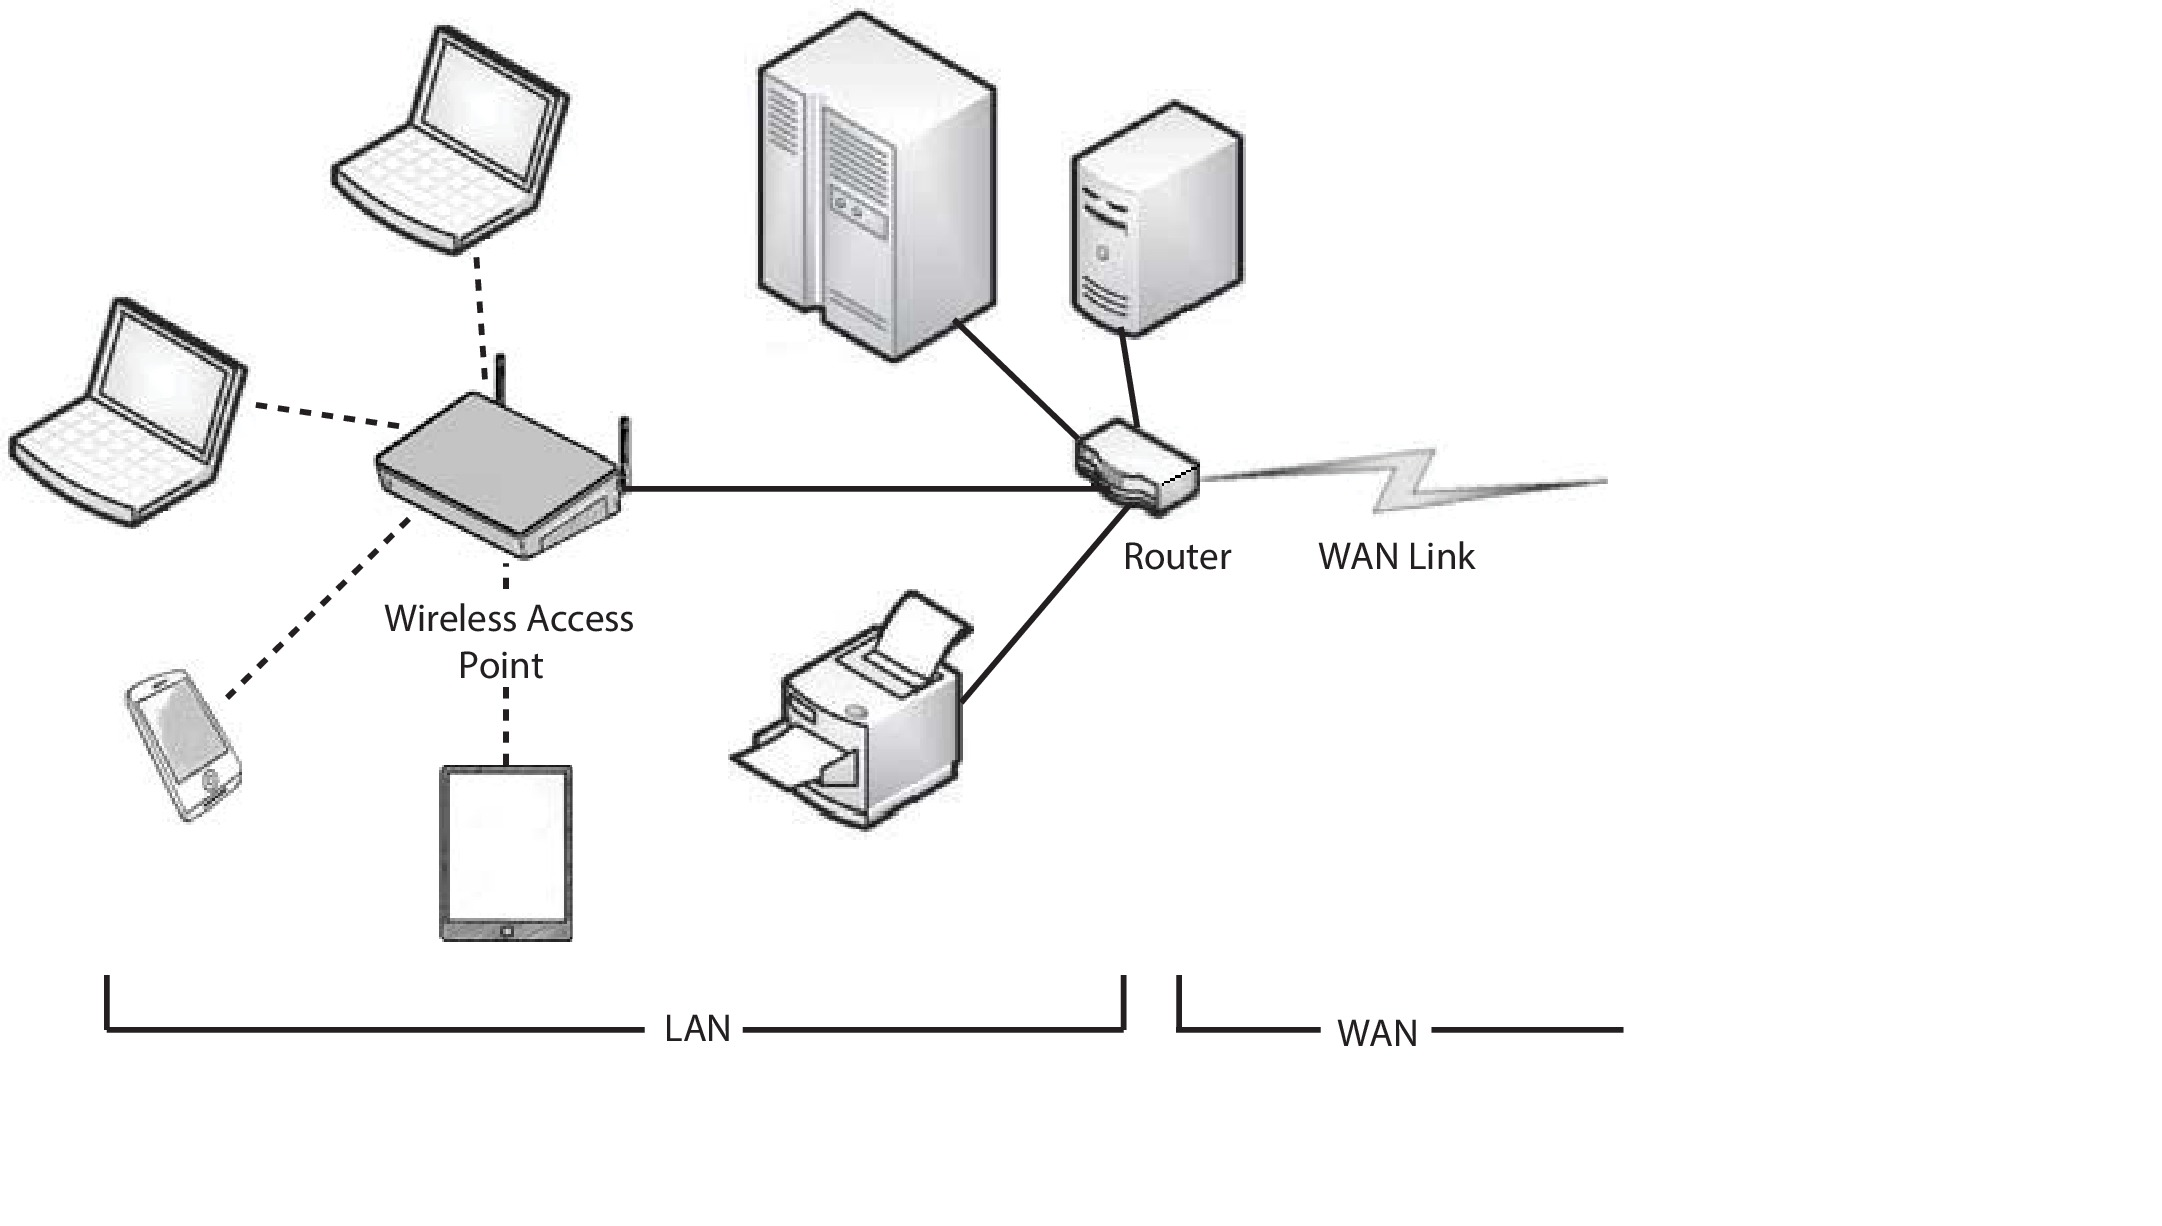 Router
WAN Link
Wireless Access
Point
LAN
WAN